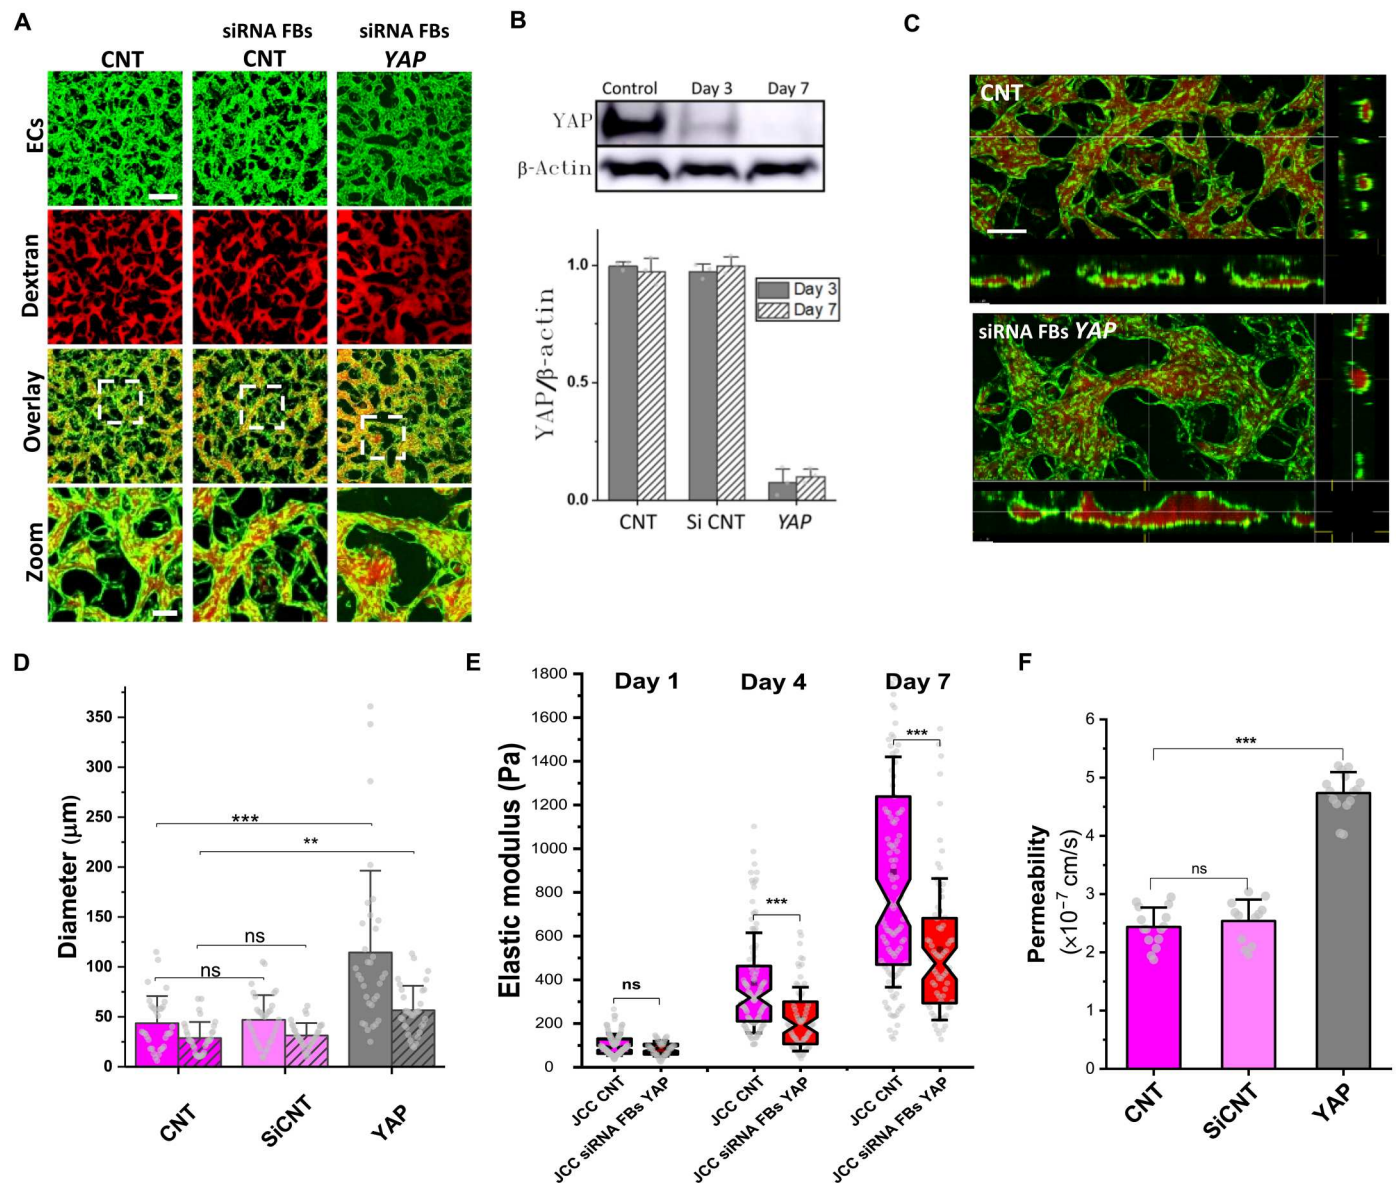 A
CNT
siRNA FBs
CNT
siRNA FBs
YAP
ECs
Dextran
Overlay
Zoom
B
Control Day 3 Day 7
YAP
β-Actin
YAP/β-actin
1.0
0.5
0.0
Day 3
Day 7
CNT Si CNT YAP
C
CNT
siRNA FBs YAP
D
Diameter (μm)
350
300
250
200
150
100
50
0
***
**
ns
ns
CNT SiCNT YAP
E
Elastic modulus (Pa)
1800
1600
1400
1200
1000
800
600
400
200
0
Day 1 Day 4 Day 7
ns
***
***
JCC CNT
JCC siRNA FBs YAP
JCC CNT
JCC siRNA FBs YAP
JCC CNT
JCC siRNA FBs YAP
F
Permeability
(×10⁻⁷ cm/s)
6
5
4
3
2
1
0
***
ns
CNT SiCNT YAP